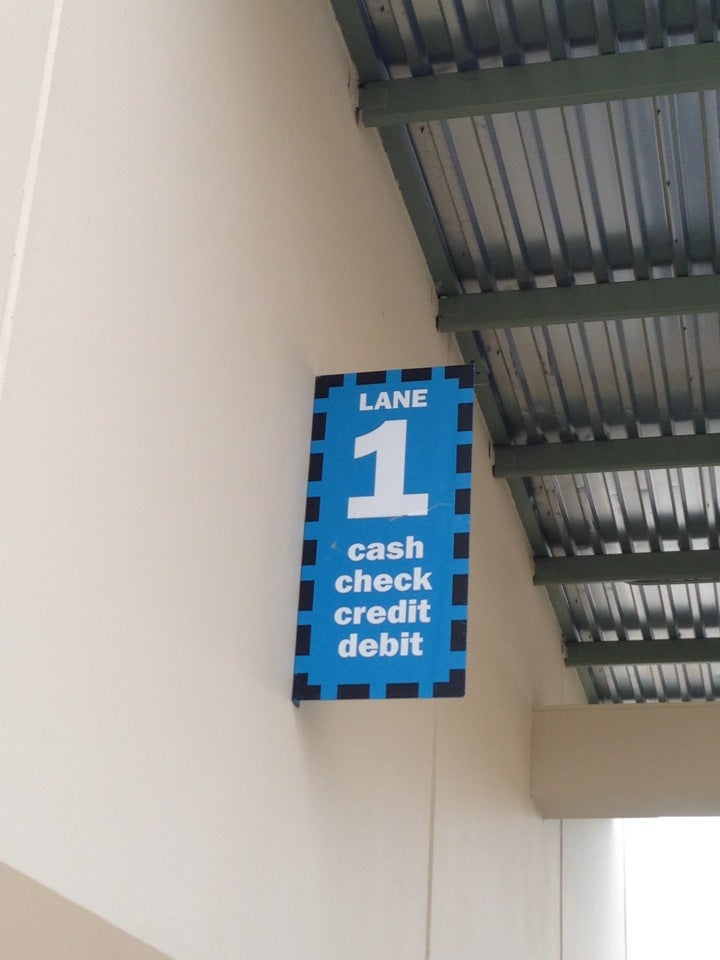 LANE
1
cash
check
credit
debit